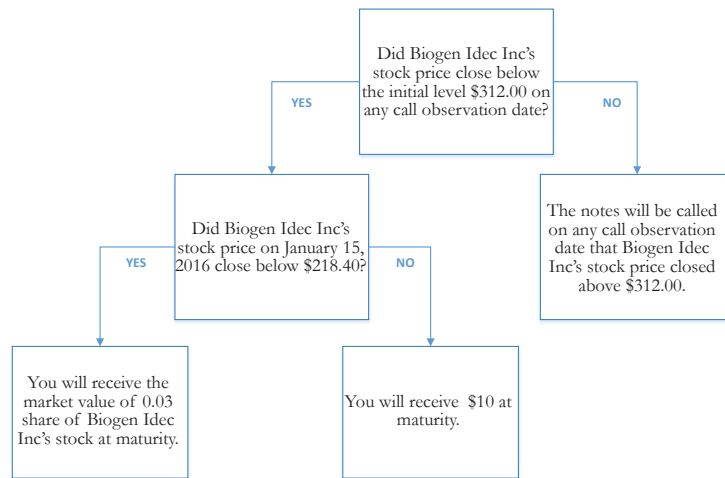 Did Biogen Idec Inc's
stock price close below
the initial level $312.00 on
any call observation date?
YES
NO
Did Biogen Idec Inc's
stock price on January 15,
2016 close below $218.40?
The notes will be called
on any call observation
date that Biogen Idec
Inc's stock price closed
above $312.00.
YES
NO
You will receive the
market value of 0.03
share of Biogen Idec
Inc's stock at maturity.
You will receive $10 at
maturity.